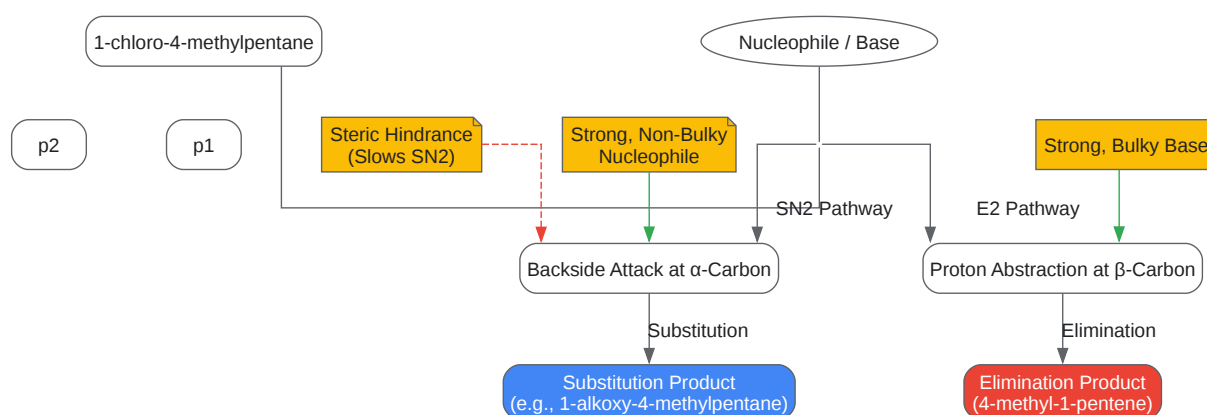 1-chloro-4-methylpentane
Nucleophile / Base
p2
p1
Steric Hindrance
(Slows SN2)
Strong, Non-Bulky
Nucleophile
Strong, Bulky Base
SN2 Pathway
E2 Pathway
Backside Attack at α-Carbon
Proton Abstraction at β-Carbon
Substitution
Elimination
Substitution Product
(e.g., 1-alkoxy-4-methylpentane)
Elimination Product
(4-methyl-1-pentene)